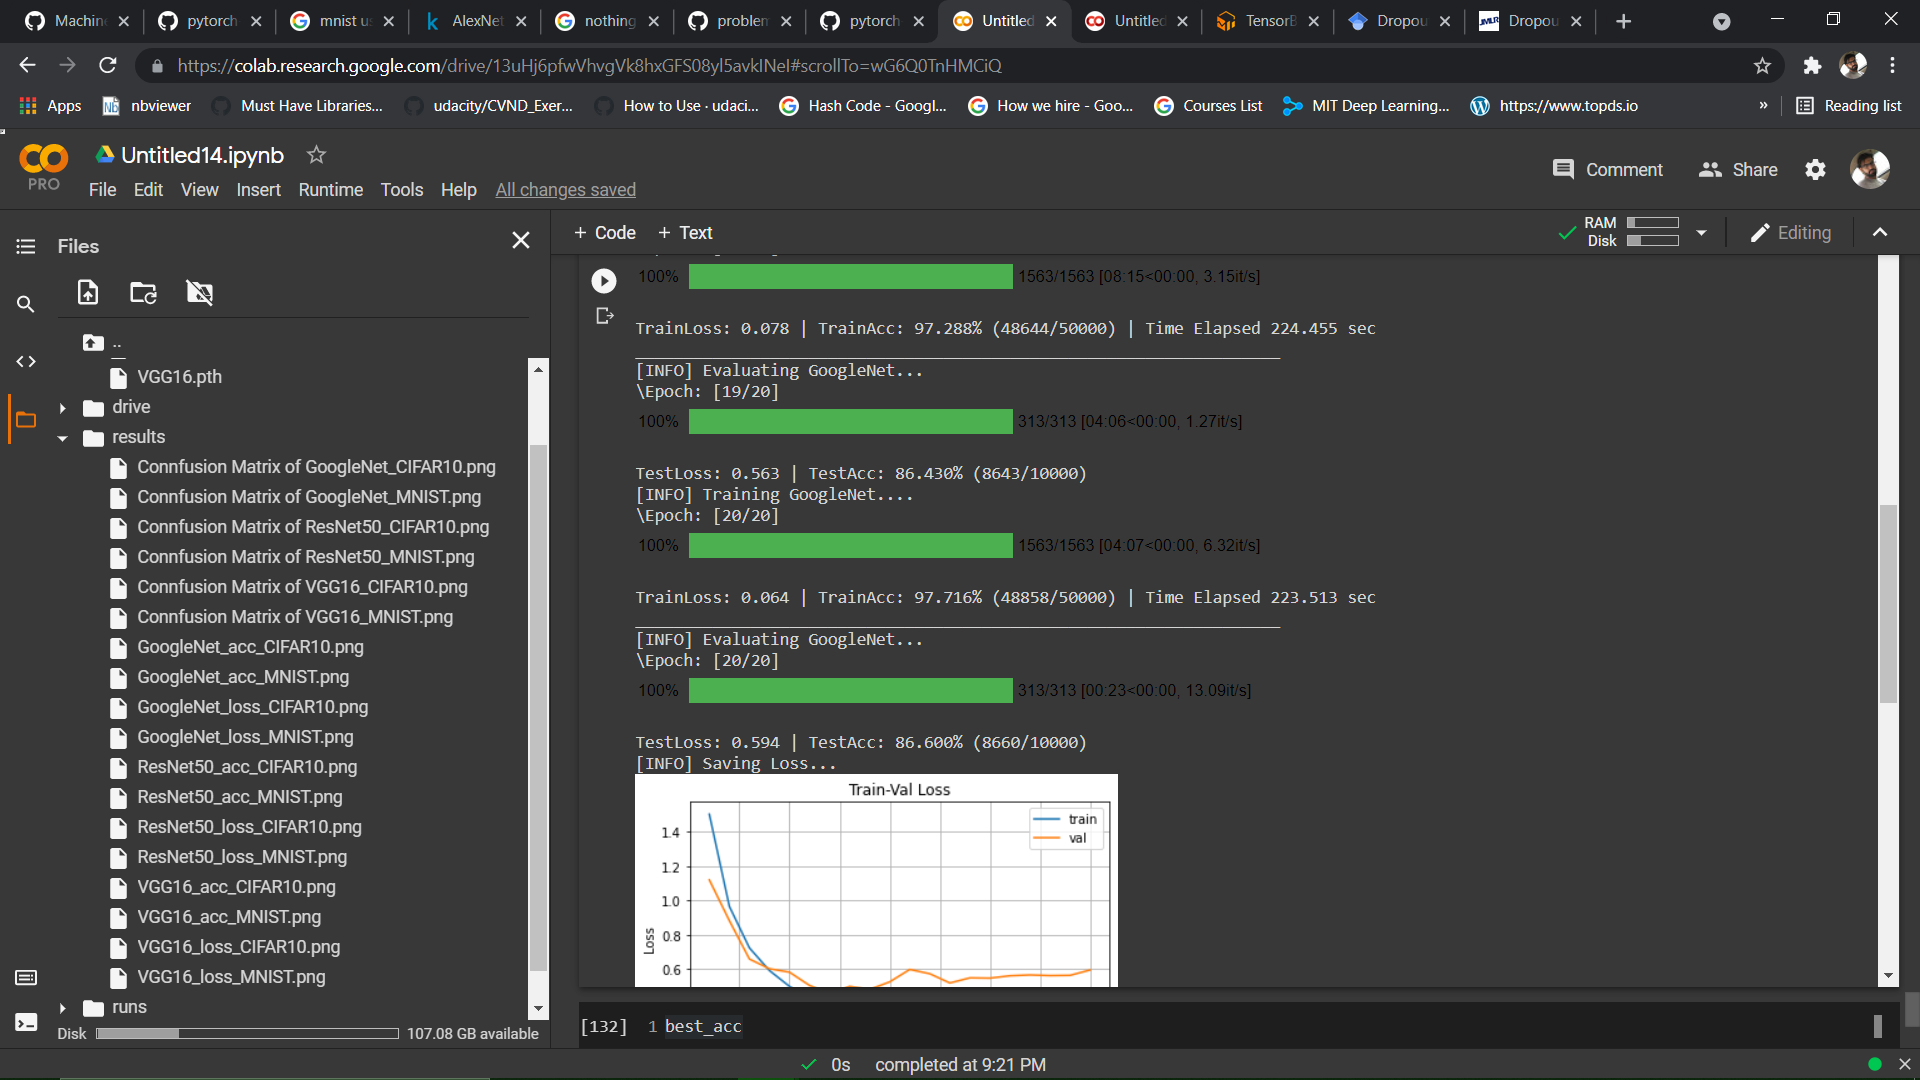 Machine
pytorch
mnist us
AlexNet
nothing
problem
pytorch
Untitled
Untitled
TensorB
Dropou
Dropou
https://colab.research.google.com/drive/13uHj6pfwVhvgVk8hxGFS08yl5avkINeI#scrollTo=wG6Q0TnHMCiQ
Apps
nbviewer
Must Have Libraries...
udacity/CVND_Exer...
How to Use · udaci...
Hash Code - Googl...
How we hire - Goo...
Courses List
MIT Deep Learning...
https://www.topds.io
»
Reading list
Untitled14.ipynb
PRO
File Edit View Insert Runtime Tools Help All changes saved
Comment
Share
Files
+ Code + Text
RAM
Disk
Editing
..
VGG16.pth
drive
results
Connfusion Matrix of GoogleNet_CIFAR10.png
Connfusion Matrix of GoogleNet_MNIST.png
Connfusion Matrix of ResNet50_CIFAR10.png
Connfusion Matrix of ResNet50_MNIST.png
Connfusion Matrix of VGG16_CIFAR10.png
Connfusion Matrix of VGG16_MNIST.png
GoogleNet_acc_CIFAR10.png
GoogleNet_acc_MNIST.png
GoogleNet_loss_CIFAR10.png
GoogleNet_loss_MNIST.png
ResNet50_acc_CIFAR10.png
ResNet50_acc_MNIST.png
ResNet50_loss_CIFAR10.png
ResNet50_loss_MNIST.png
VGG16_acc_CIFAR10.png
VGG16_acc_MNIST.png
VGG16_loss_CIFAR10.png
VGG16_loss_MNIST.png
runs
Disk 107.08 GB available
100% 1563/1563 [08:15<00:00, 3.15it/s]
TrainLoss: 0.078 | TrainAcc: 97.288% (48644/50000) | Time Elapsed 224.455 sec
[INFO] Evaluating GoogleNet...
\Epoch: [19/20]
100% 313/313 [04:06<00:00, 1.27it/s]
TestLoss: 0.563 | TestAcc: 86.430% (8643/10000)
[INFO] Training GoogleNet....
\Epoch: [20/20]
100% 1563/1563 [04:07<00:00, 6.32it/s]
TrainLoss: 0.064 | TrainAcc: 97.716% (48858/50000) | Time Elapsed 223.513 sec
[INFO] Evaluating GoogleNet...
\Epoch: [20/20]
100% 313/313 [00:23<00:00, 13.09it/s]
TestLoss: 0.594 | TestAcc: 86.600% (8660/10000)
[INFO] Saving Loss...
Train-Val Loss
train
val
1.4
1.2
1.0
0.8
0.6
Loss
[132] 1 best_acc
0s completed at 9:21 PM